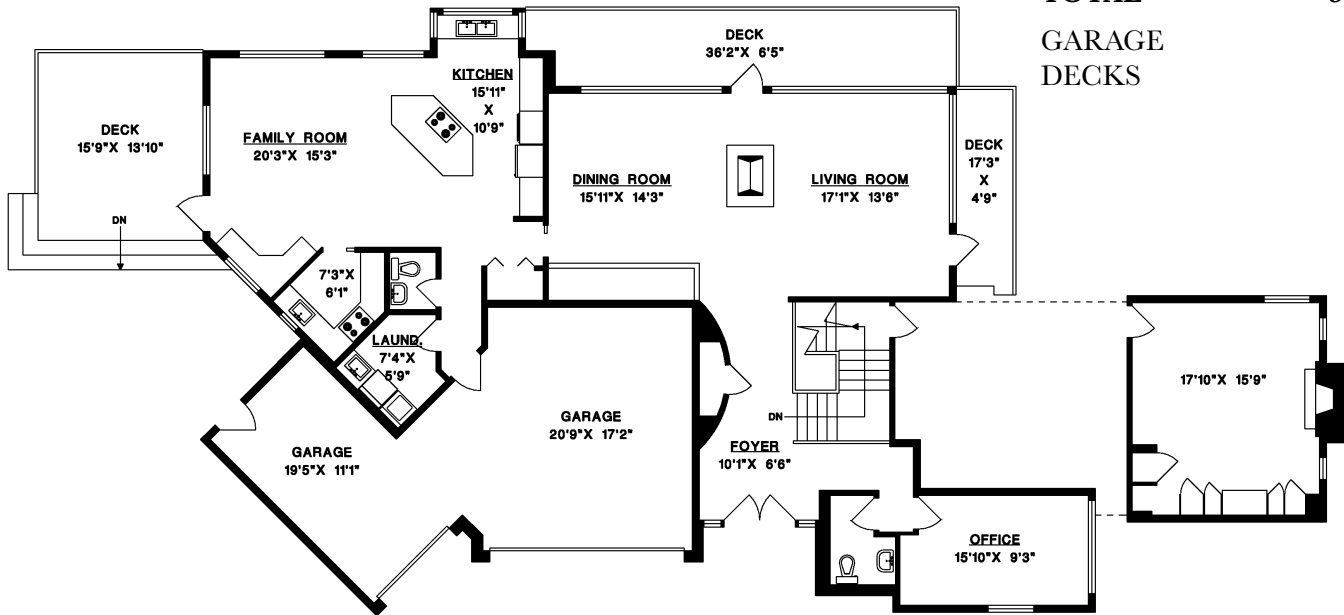 TOTAL
GARAGE
DECKS
DECK
36'2"X 6'5"
KITCHEN
15'11"
X
10'9"
DECK
15'9"X 13'10"
FAMILY ROOM
20'3"X 15'3"
DINING ROOM
15'11"X 14'3"
LIVING ROOM
17'1"X 13'6"
DECK
17'3"
X
4'9"
DN
7'3"X
6'1"
LAUND.
7'4"X
5'9"
17'10"X 15'9"
GARAGE
20'9"X 17'2"
DN
FOYER
10'1"X 6'6"
GARAGE
19'5"X 11'1"
OFFICE
15'10"X 9'3"